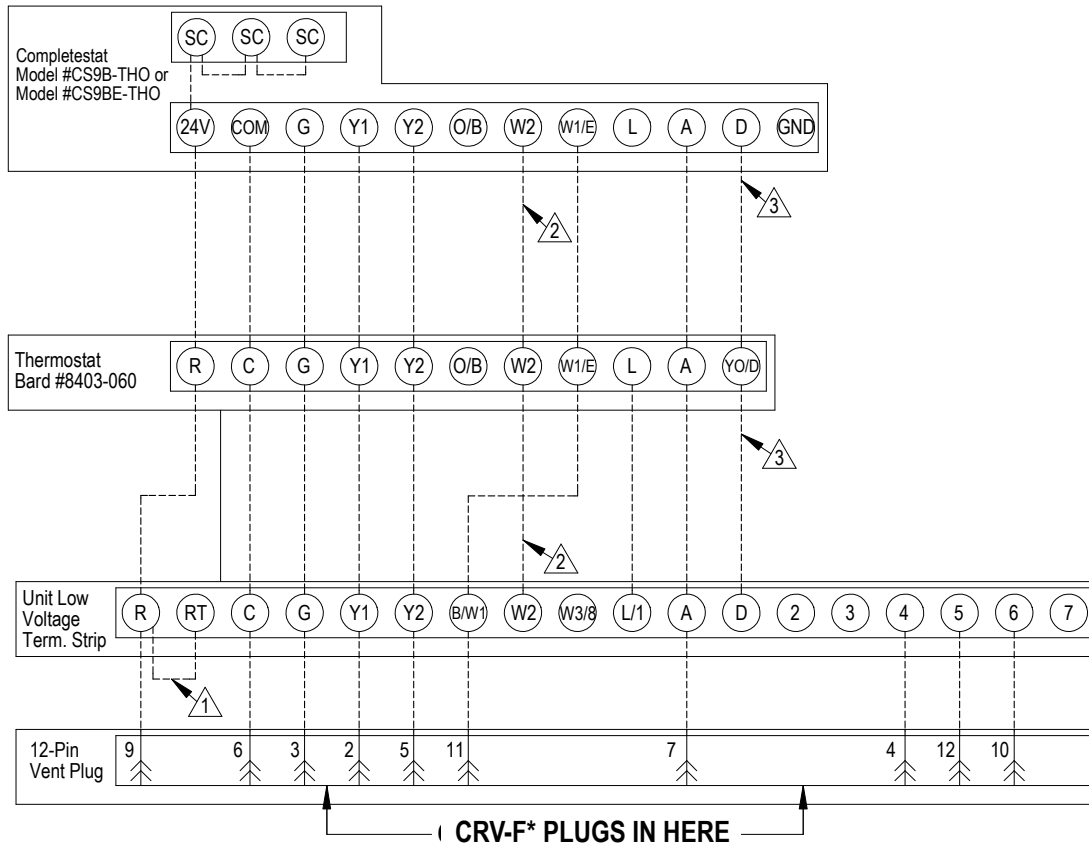 SC SC SC
Completestat
Model #CS9B-THO or
Model #CS9BE-THO
24V COM G Y1 Y2 O/B W2 W1/E L A D GND
3
2
Thermostat
Bard #8403-060
R C G Y1 Y2 O/B W2 W1/E L A YO/D
3
2
Unit Low
Voltage
Term. Strip
R RT C G Y1 Y2 B/W1 W2 W3/8 L/1 A D 2 3 4 5 6 7
1
12-Pin
Vent Plug
9 6 3 2 5 11 7 4 12 10
( CRV-F* PLUGS IN HERE